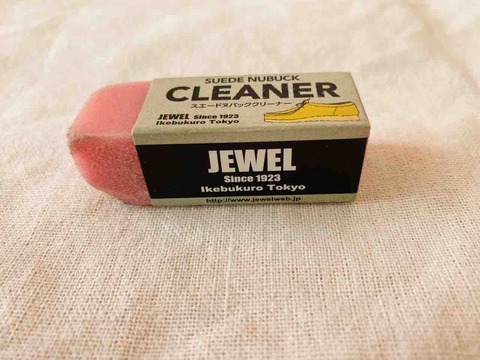 SUEDE NUBUCK
CLEANER
スエードヌバッククリーナー
JEWEL Since 1923
Ikebukuro Tokyo
JEWEL
Since 1923
Ikebukuro Tokyo
http://www.jewelweb.jp